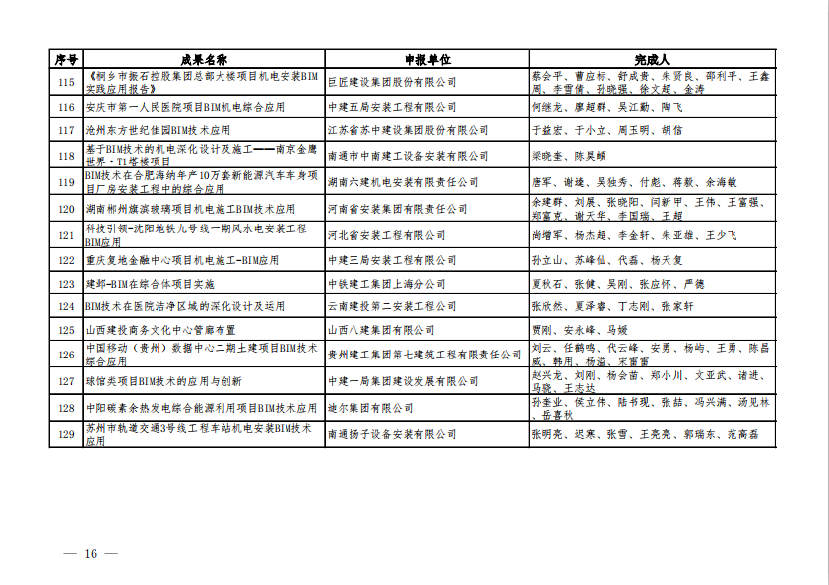 序号 成果名称 申报单位 完成人
115 《桐乡市振石控股集团总部大楼项目机电安装BIM 巨匠建设集团股份有限公司 蔡会平、曹应标、舒成贵、朱贤良、邵利平、王鑫
实践应用报告》 周、李雪倩、孙晓强、徐文超、金涛
116 安庆市第一人民医院项目BIM机电综合应用 中建五局安装工程有限公司 何继龙、廖超群、吴江勤、陶飞
117 沧州东方世纪佳园BIM技术应用 江苏省苏中建设集团股份有限公司 于益宏、于小立、周玉明、胡信
118 基于BIM技术的机电深化设计及施工——南京金鹰 南通市中南建工设备安装有限公司 梁晓奎、陈昊頔
世界·T1塔楼项目
119 BIM技术在合肥海纳年产10万套新能源汽车车身项 湖南六建机电安装有限责任公司 唐军、谢逵、吴独秀、付彪、蒋毅、余海敏
目厂房安装工程中的综合应用
120 湖南郴州旗滨玻璃项目机电施工BIM技术应用 河南省安装集团有限责任公司 余建群、刘展、张晓阳、闫新甲、王伟、王富强、
郑富克、谢天华、李国瑞、王超
121 科技引领-沈阳地铁九号线一期风水电安装工程 河北省安装工程有限公司 尚增军、杨杰超、李金轩、朱亚雄、王少飞
BIM应用
122 重庆复地金融中心项目机电施工-BIM应用 中建三局安装工程有限公司 孙立山、苏峰仙、代磊、杨天复
123 建邺-BIM在综合体项目实施 中铁建工集团上海分公司 夏秋石、张健、吴刚、张应怀、严德
124 BIM技术在医院洁净区域的深化设计及运用 云南建投第二安装工程公司 张欣然、夏泽睿、丁志刚、张家轩
125 山西建投商务文化中心管廊布置 山西八建集团有限公司 贾刚、安永峰、马媛
126 中国移动（贵州）数据中心二期土建项目BIM技术 贵州建工集团第七建筑工程有限责任公司 刘云、任鹤鸣、代云峰、安勇、杨屿、王勇、陈昌
综合应用 威、韩用、杨溢、宋雷雷
127 球馆类项目BIM技术的应用与创新 中建一局集团建设发展有限公司 赵兴龙、刘刚、杨会苗、郑小川、文亚武、诸进、
马骁、王志达
128 中阳碳素余热发电综合能源利用项目BIM技术应用 迪尔集团有限公司 孙奎业、侯立伟、陆书现、张喆、冯兴满、汤见林
、岳喜秋
129 苏州市轨道交通3号线工程车站机电安装BIM技术 南通扬子设备安装有限公司 张明亮、迟寒、张雪、王亮亮、郭瑞东、范高磊
应用
— 16 —